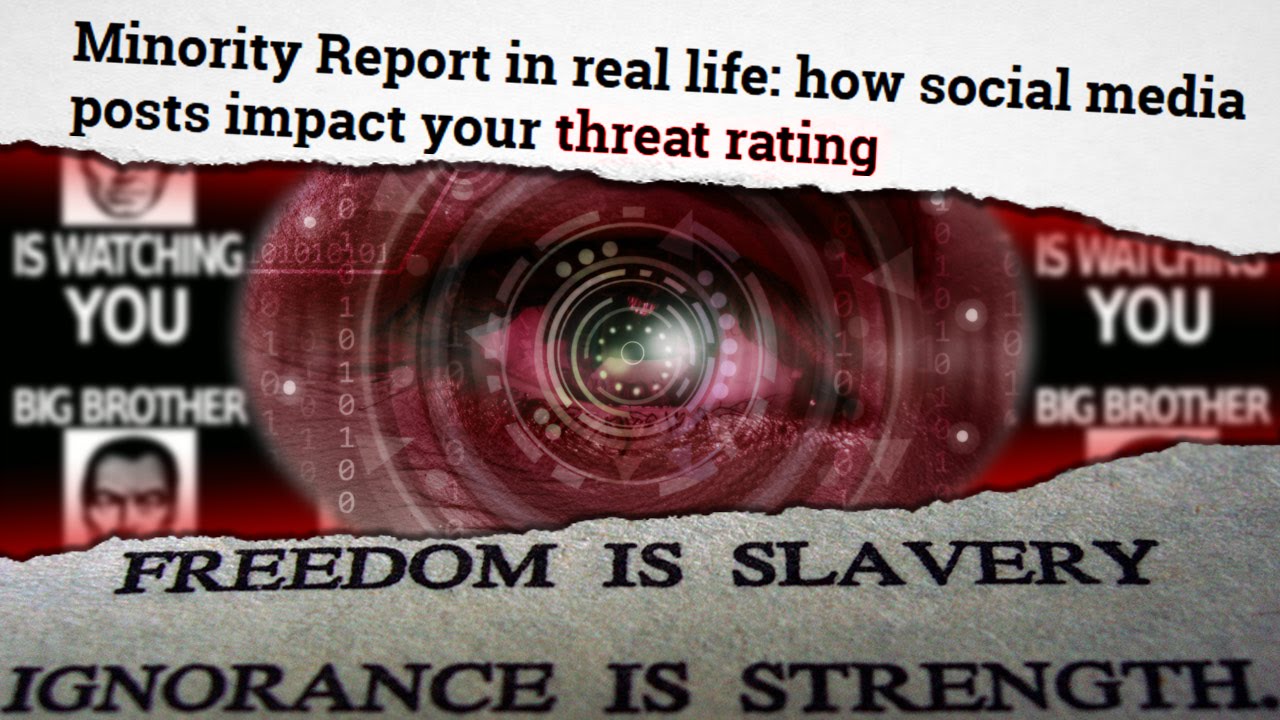 Minority Report in real life: how social media
posts impact your threat rating
IS WATCHING
YOU
BIG BROTHER
01010101
IS WATCHING
YOU
BIG BROTHER
FREEDOM IS SLAVERY
IGNORANCE IS STRENGTH.